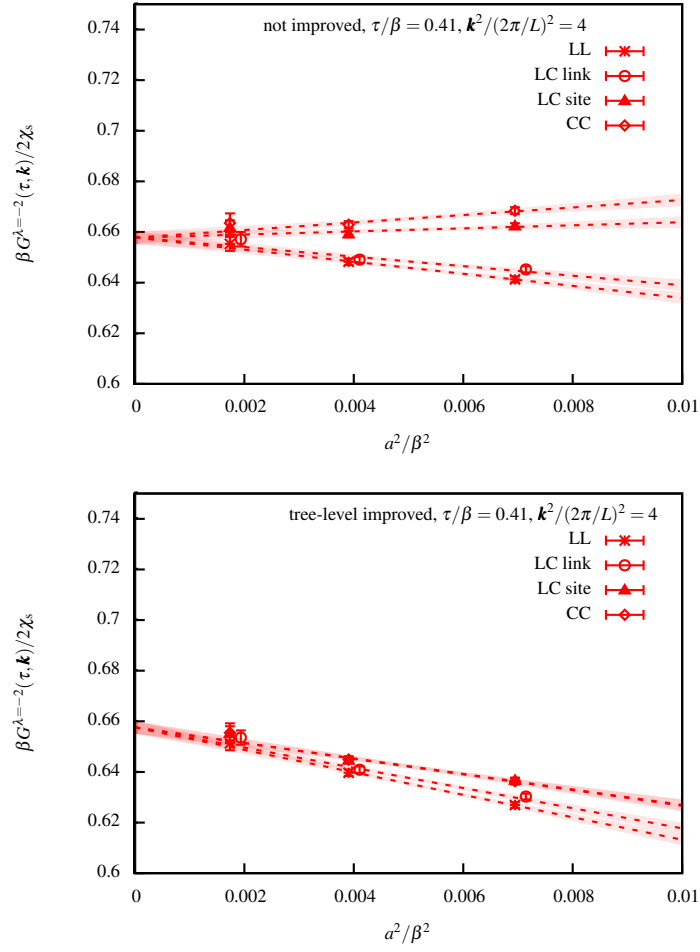 not improved, τ/β = 0.41, k²/(2π/L)² = 4
LL
LC link
LC site
CC
0.74
0.72
0.7
0.68
0.66
0.64
0.62
0.6
βG^{λ=−2}(τ,k)/2χₛ
0 0.002 0.004 0.006 0.008 0.01
a²/β²
tree-level improved, τ/β = 0.41, k²/(2π/L)² = 4
LL
LC link
LC site
CC
0.74
0.72
0.7
0.68
0.66
0.64
0.62
0.6
βG^{λ=−2}(τ,k)/2χₛ
0 0.002 0.004 0.006 0.008 0.01
a²/β²